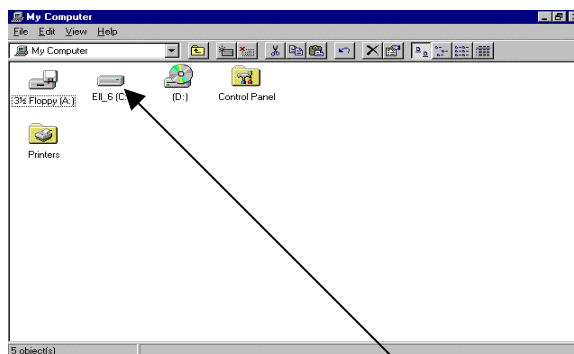 My Computer
File Edit View Help
My Computer
3½ Floppy (A:)
Ell_6 (C:
(D:)
Control Panel
Printers
5 object(s)